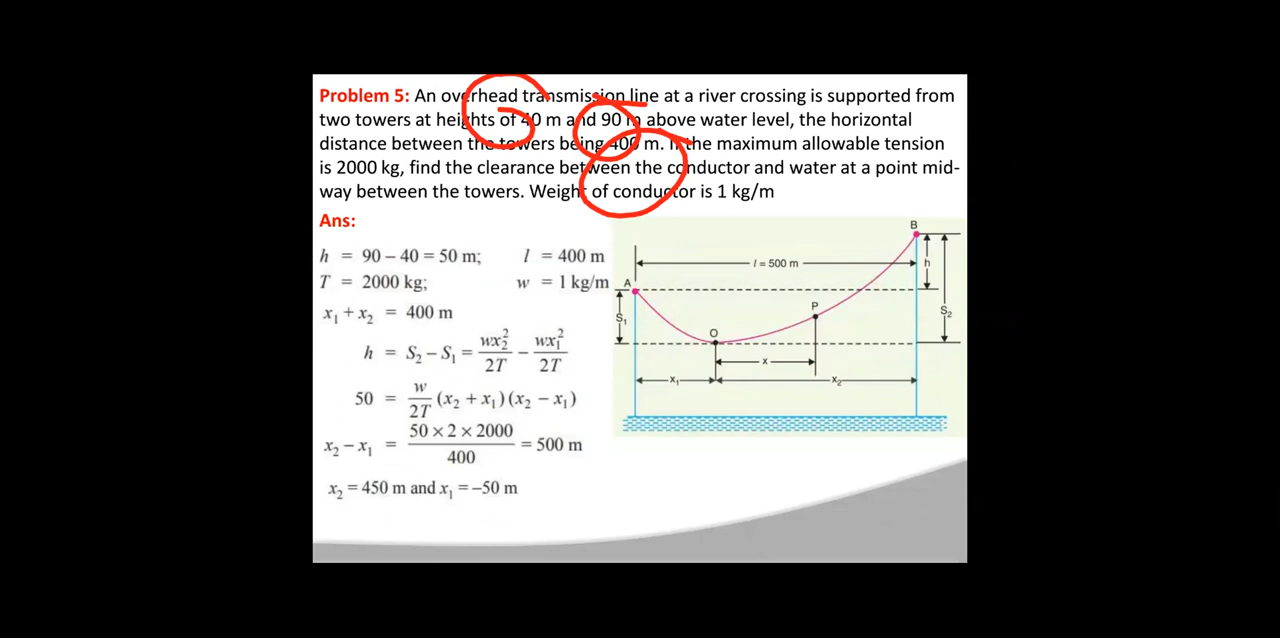 Problem 5: An overhead transmission line at a river crossing is supported from
two towers at heights of 40 m and 90 m above water level, the horizontal
distance between the towers being 400 m. If the maximum allowable tension
is 2000 kg, find the clearance between the conductor and water at a point mid-
way between the towers. Weight of conductor is 1 kg/m
Ans:
h = 90 – 40 = 50 m; l = 400 m
T = 2000 kg; w = 1 kg/m
x₁ + x₂ = 400 m
h = S₂ – S₁ = wx₂²/2T – wx₁²/2T
50 = w/2T (x₂ + x₁)(x₂ – x₁)
x₂ – x₁ = 50 × 2 × 2000/400 = 500 m
x₂ = 450 m and x₁ = –50 m
B
l = 500 m
h
A
S₁
P
S₂
O
x
x₁
x₂